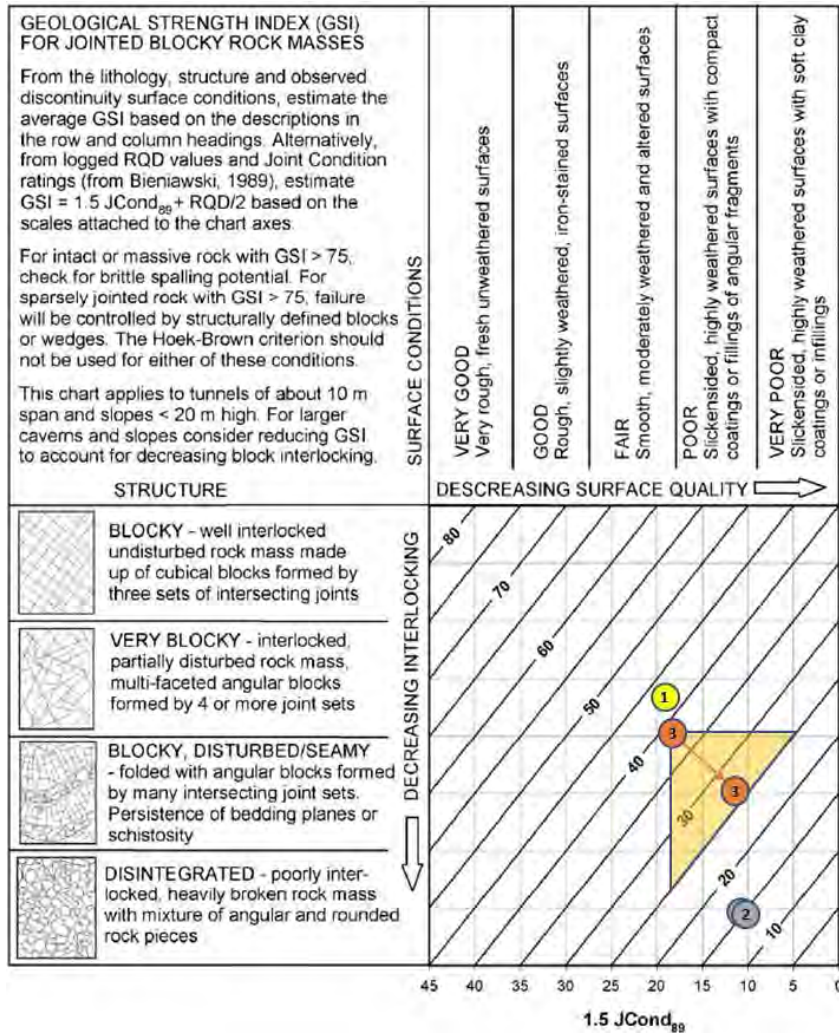 GEOLOGICAL STRENGTH INDEX (GSI)
FOR JOINTED BLOCKY ROCK MASSES
From the lithology, structure and observed
discontinuity surface conditions, estimate the
average GSI based on the descriptions in
the row and column headings. Alternatively,
from logged RQD values and Joint Condition
ratings (from Bieniawski, 1989), estimate
GSI = 1.5 JCond89 + RQD/2 based on the
scales attached to the chart axes.
For intact or massive rock with GSI > 75,
check for brittle spalling potential. For
sparsely jointed rock with GSI > 75, failure
will be controlled by structurally defined blocks
or wedges. The Hoek-Brown criterion should
not be used for either of these conditions.
This chart applies to tunnels of about 10 m
span and slopes < 20 m high. For larger
caverns and slopes consider reducing GSI
to account for decreasing block interlocking.
SURFACE CONDITIONS
VERY GOOD
Very rough, fresh unweathered surfaces
GOOD
Rough, slightly weathered, iron-stained surfaces
FAIR
Smooth, moderately weathered and altered surfaces
POOR
Slickensided, highly weathered surfaces with compact
coatings or fillings of angular fragments
VERY POOR
Slickensided, highly weathered surfaces with soft clay
coatings or infillings
STRUCTURE
DESCREASING SURFACE QUALITY
BLOCKY - well interlocked
undisturbed rock mass made
up of cubical blocks formed by
three sets of intersecting joints
VERY BLOCKY - interlocked,
partially disturbed rock mass,
multi-faceted angular blocks
formed by 4 or more joint sets
BLOCKY, DISTURBED/SEAMY
- folded with angular blocks formed
by many intersecting joint sets.
Persistence of bedding planes or
schistosity
DISINTEGRATED - poorly inter-
locked, heavily broken rock mass
with mixture of angular and rounded
rock pieces
DECREASING INTERLOCKING
80
70
60
50
40
30
20
10
1
3
3
2
45 40 35 30 25 20 15 10 5 0
1.5 JCond89